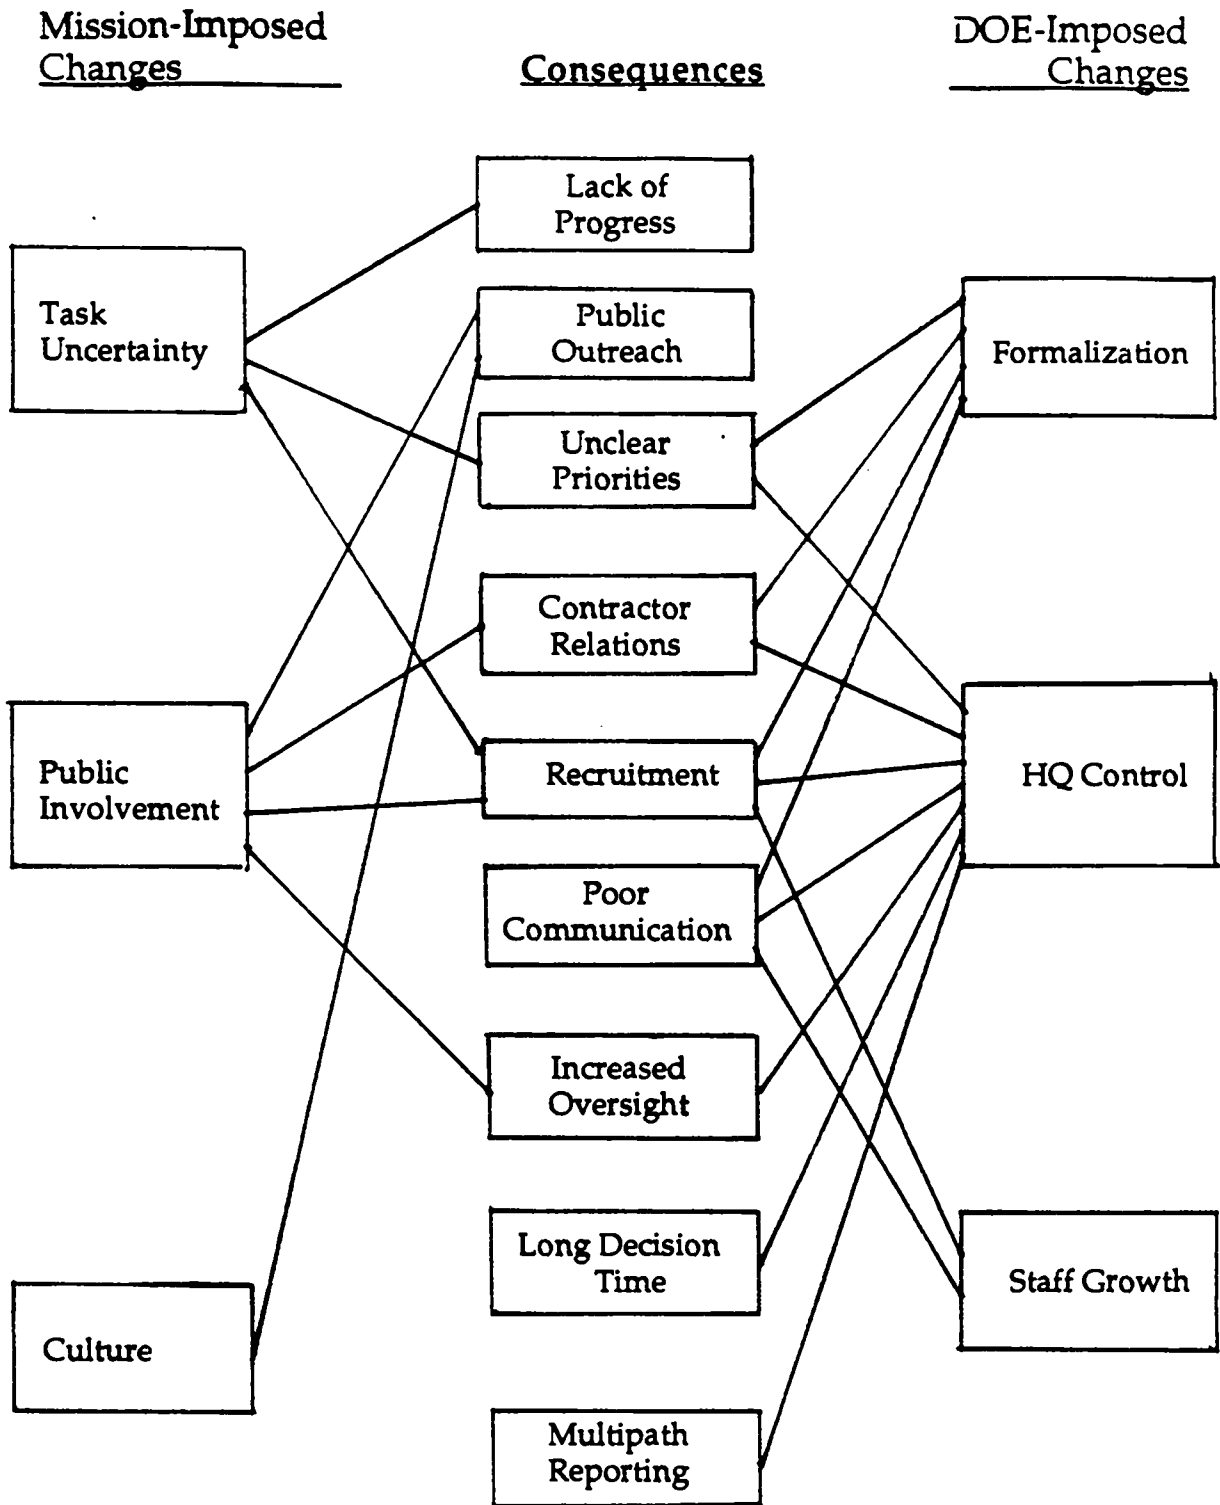 Mission-Imposed
Changes
Consequences
DOE-Imposed
Changes
Lack of
Progress
Task
Uncertainty
Public
Outreach
Formalization
Unclear
Priorities
Contractor
Relations
Public
Involvement
Recruitment
HQ Control
Poor
Communication
Increased
Oversight
Long Decision
Time
Staff Growth
Culture
Multipath
Reporting